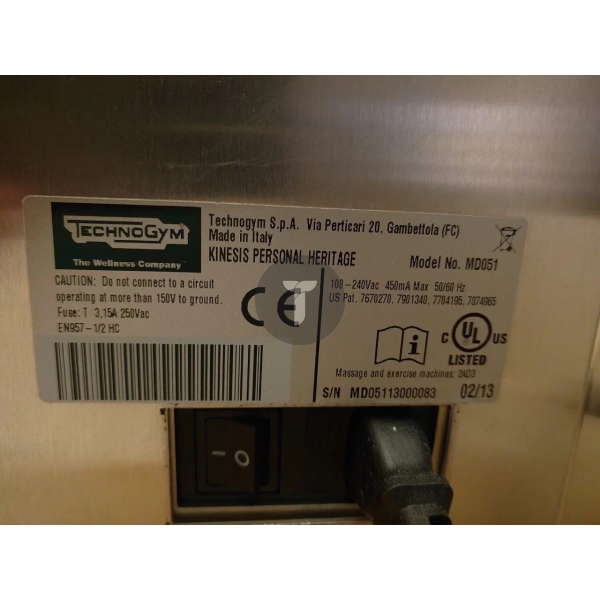 TECHNOGYM
The Wellness Company
Technogym S.p.A. Via Perticari 20, Gambettola (FC)
Made in Italy
KINESIS PERSONAL HERITAGE
Model No. MD051
CAUTION: Do not connect to a circuit
operating at more than 150V to ground.
Fuse: T 3,15A 250Vac
EN957-1/2 HC
CE
100-240Vac 450mA Max 50/60 Hz
US Pat. 7670270, 7901340, 7704195, 7874965
C UL US
LISTED
Massage and exercise machines: 2AD3
S/N MD05113000083 02/13
I O